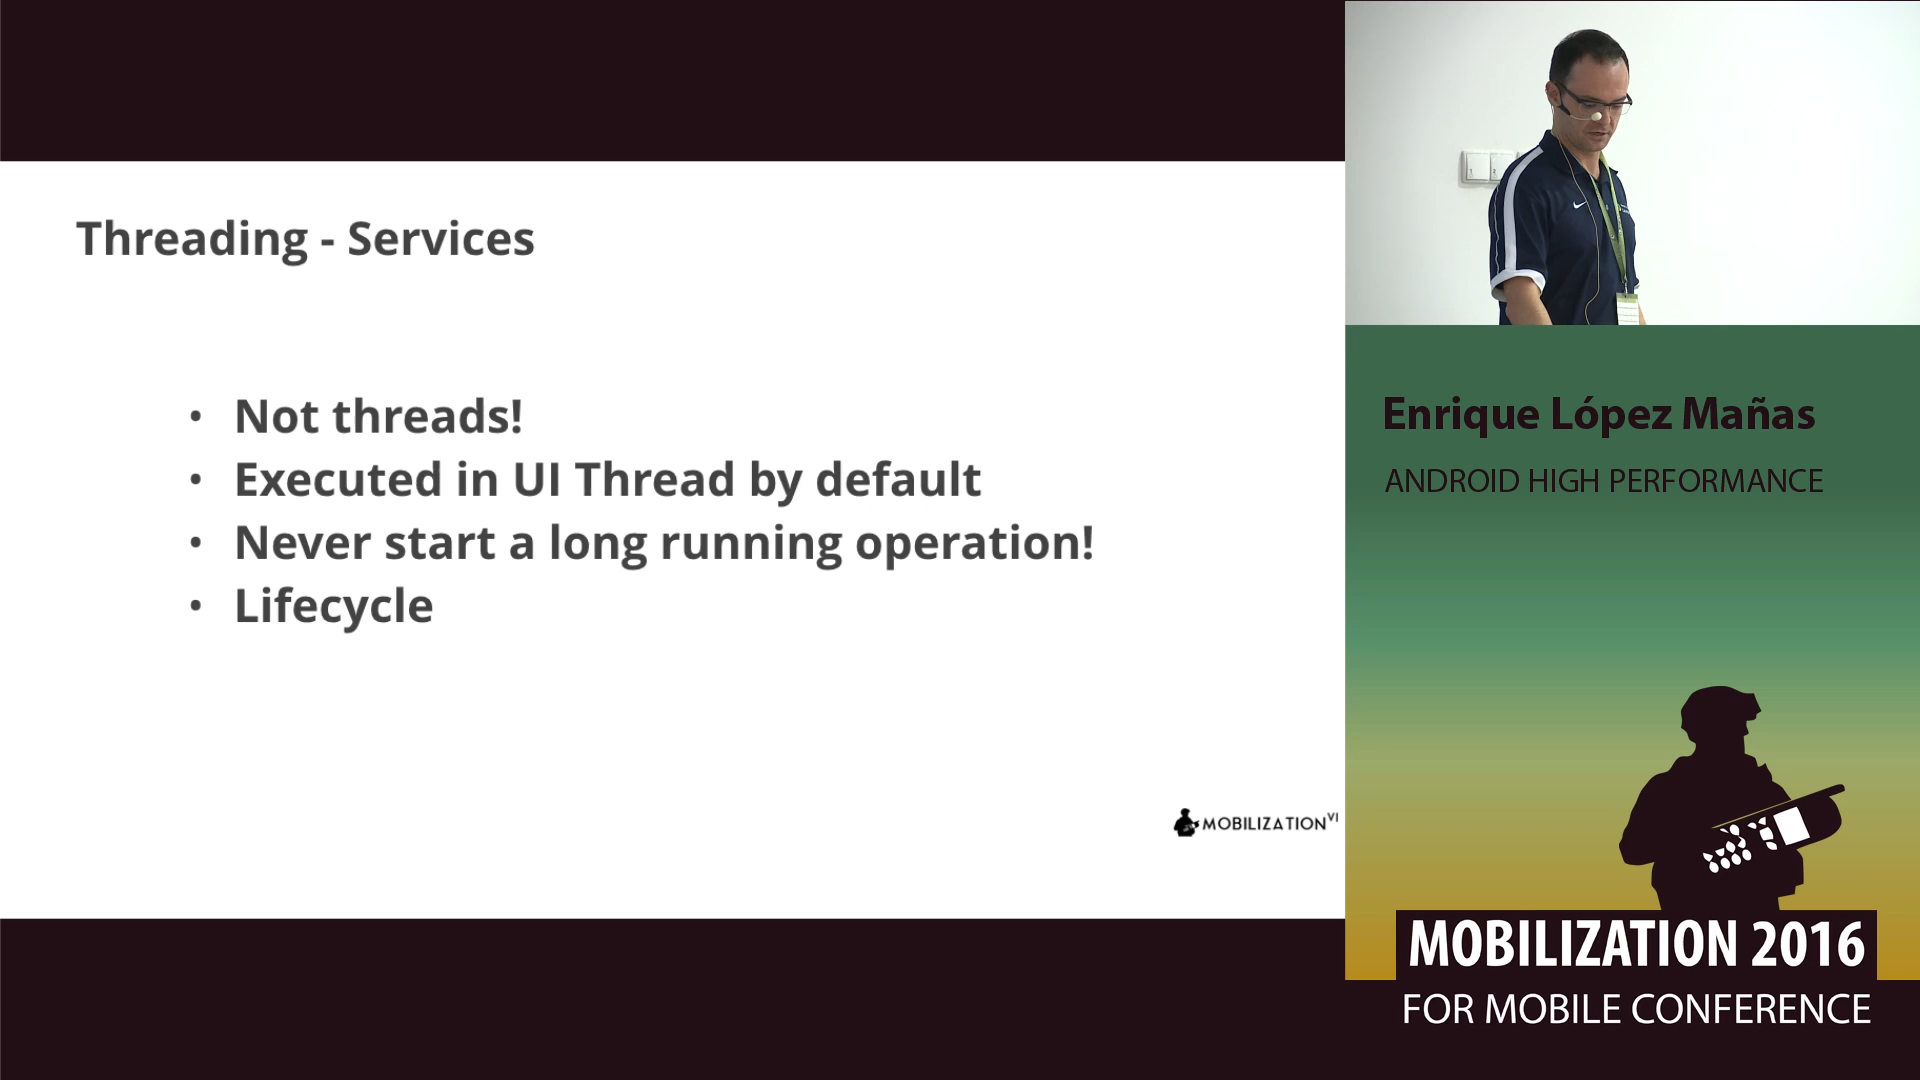 Threading - Services
• Not threads!
• Executed in UI Thread by default
• Never start a long running operation!
• Lifecycle
MOBILIZATION VI
Enrique López Mañas
ANDROID HIGH PERFORMANCE
MOBILIZATION 2016
FOR MOBILE CONFERENCE